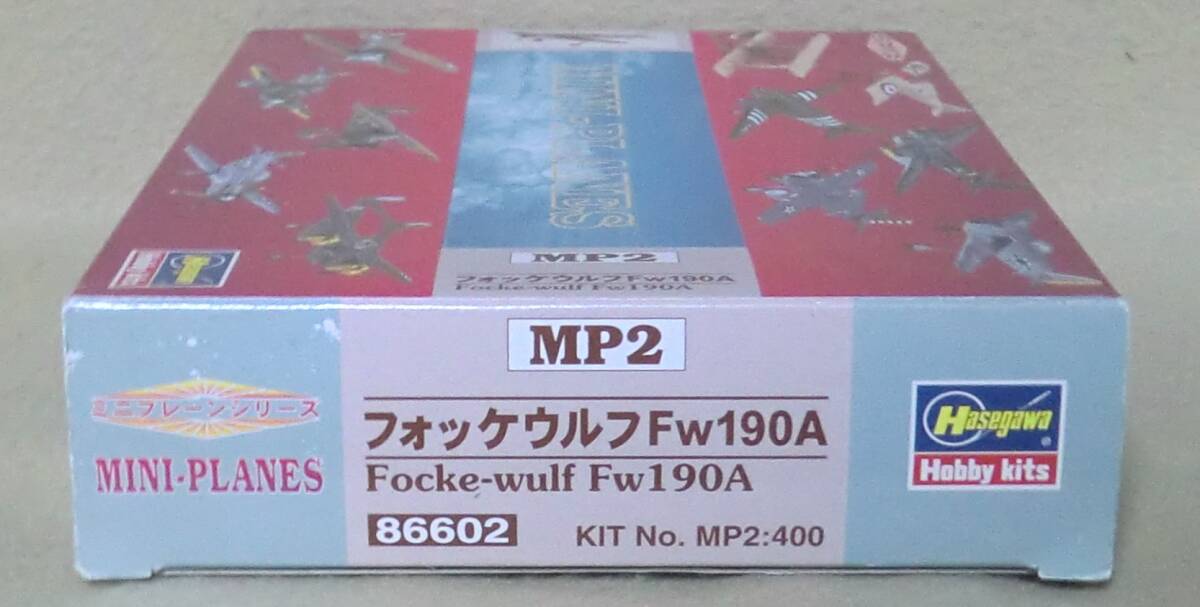 MINI-PLANES
MP2
フォッケウルフFw190A
Focke-wulf Fw190A
MP2
ミニプレーンシリーズ
MINI-PLANES
フォッケウルフFw190A
Focke-wulf Fw190A
86602
KIT No. MP2:400
Hasegawa
Hobby kits